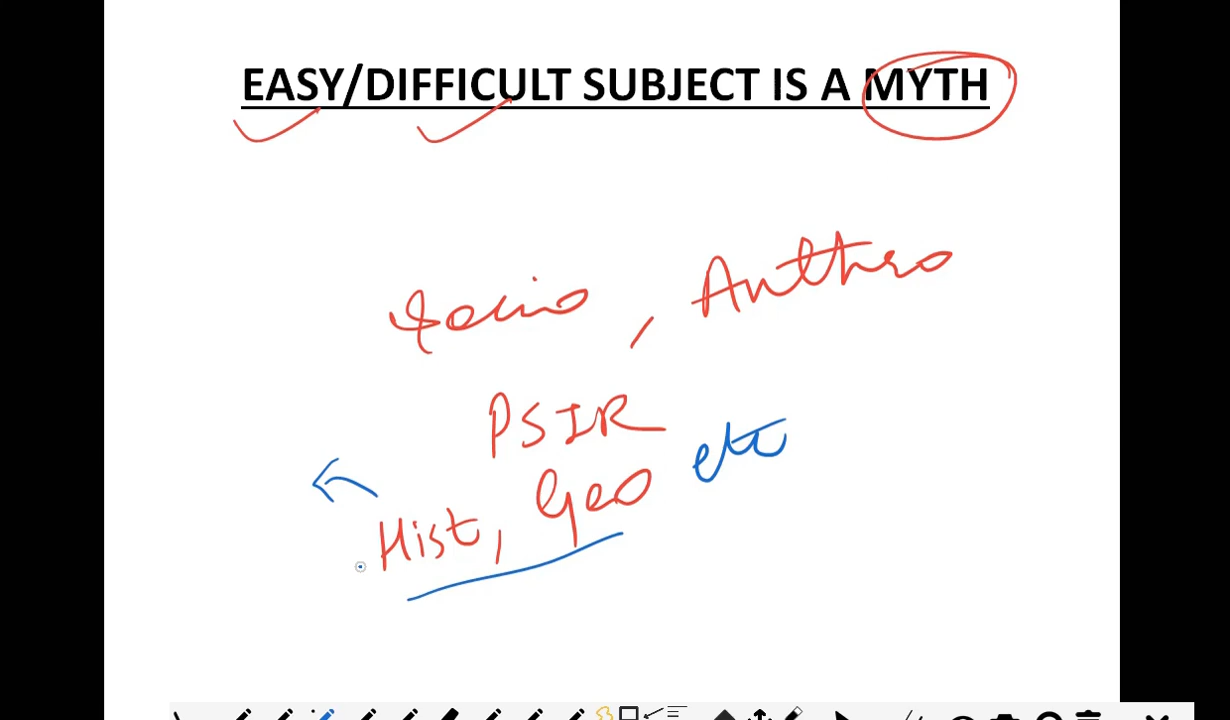 EASY/DIFFICULT SUBJECT IS A MYTH
Socio, Anthro
PSIR
etc
Hist, Geo